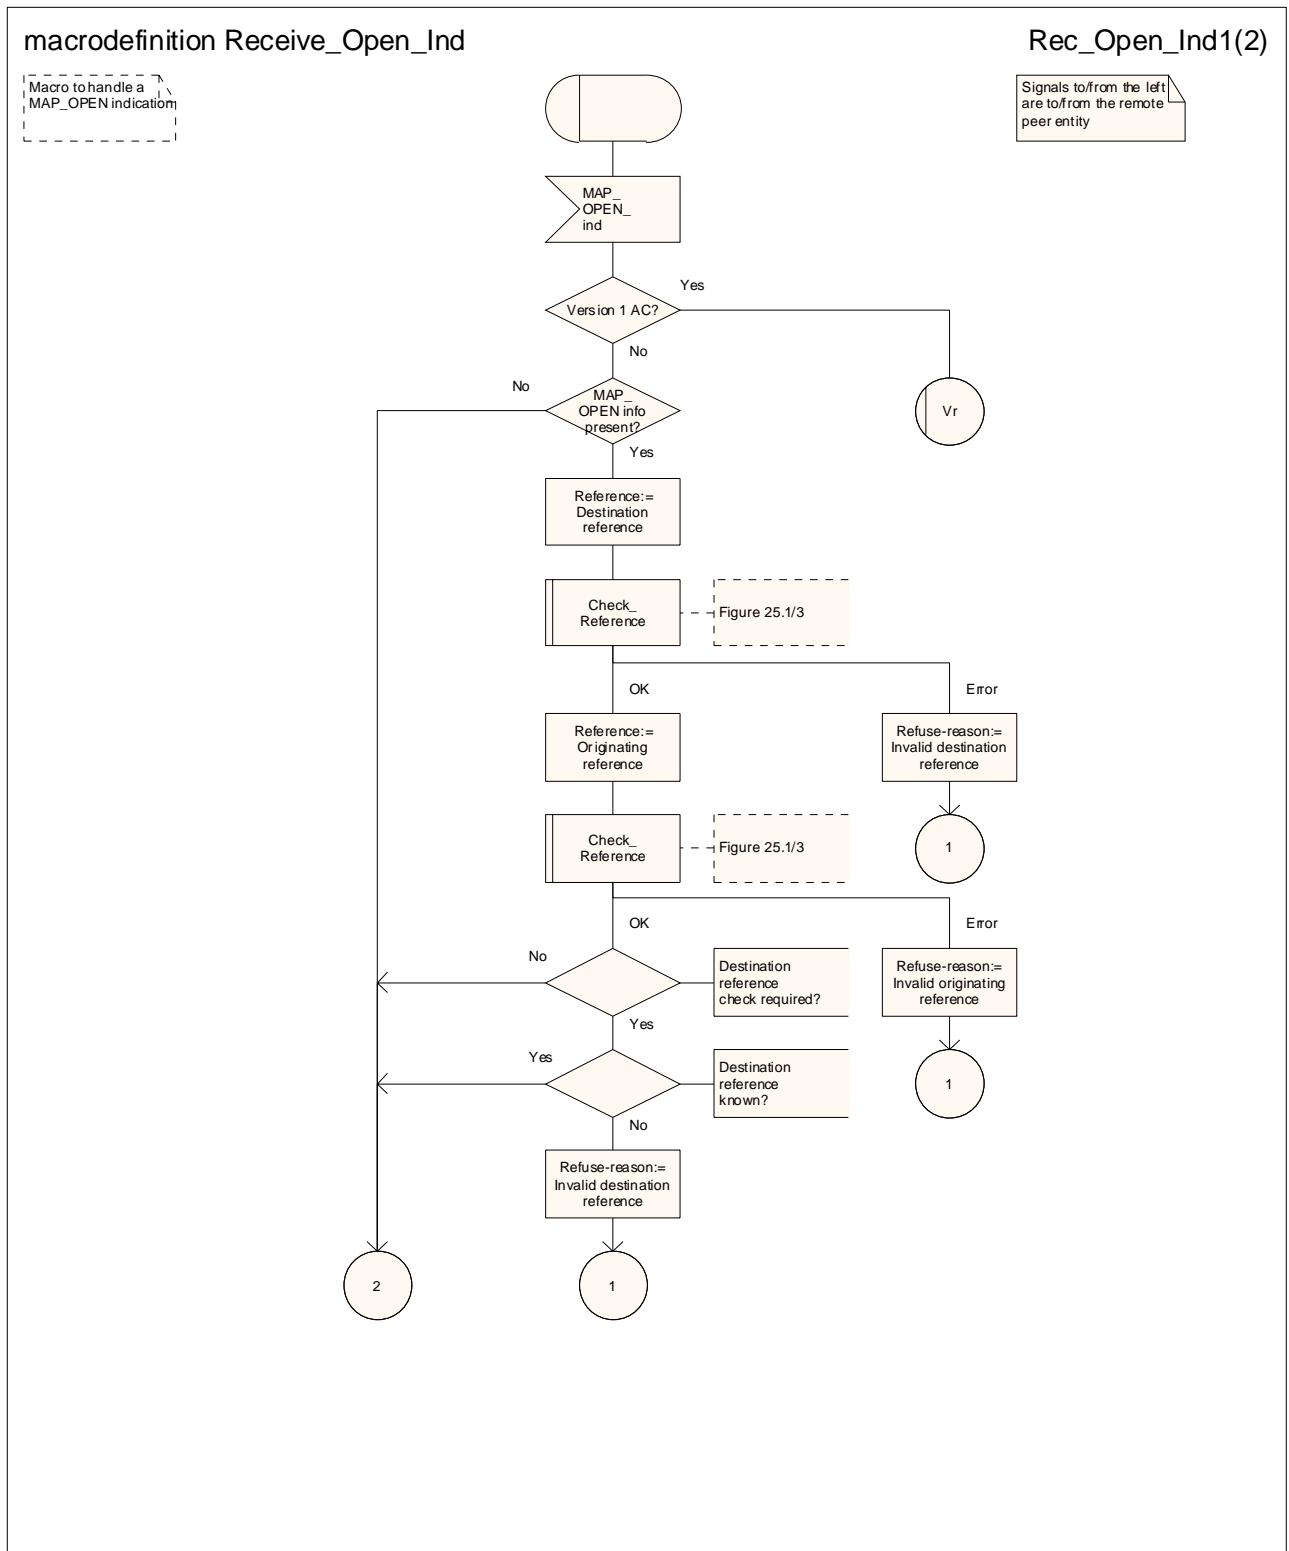 macrodefinition Receive_Open_Ind
Rec_Open_Ind1(2)
Macro to handle a
MAP_OPEN indication
Signals to/from the left
are to/from the remote
peer entity
MAP_
OPEN_
ind
Yes
Version 1 AC?
No
No
MAP_
OPEN info
present?
Vr
Yes
Reference:=
Destination
reference
Check_
Reference
Figure 25.1/3
OK
Error
Reference:=
Originating
reference
Refuse-reason:=
Invalid destination
reference
Check_
Reference
Figure 25.1/3
1
OK
Error
No
Destination
reference
check required?
Refuse-reason:=
Invalid originating
reference
Yes
Yes
Destination
reference
known?
1
No
Refuse-reason:=
Invalid destination
reference
2
1